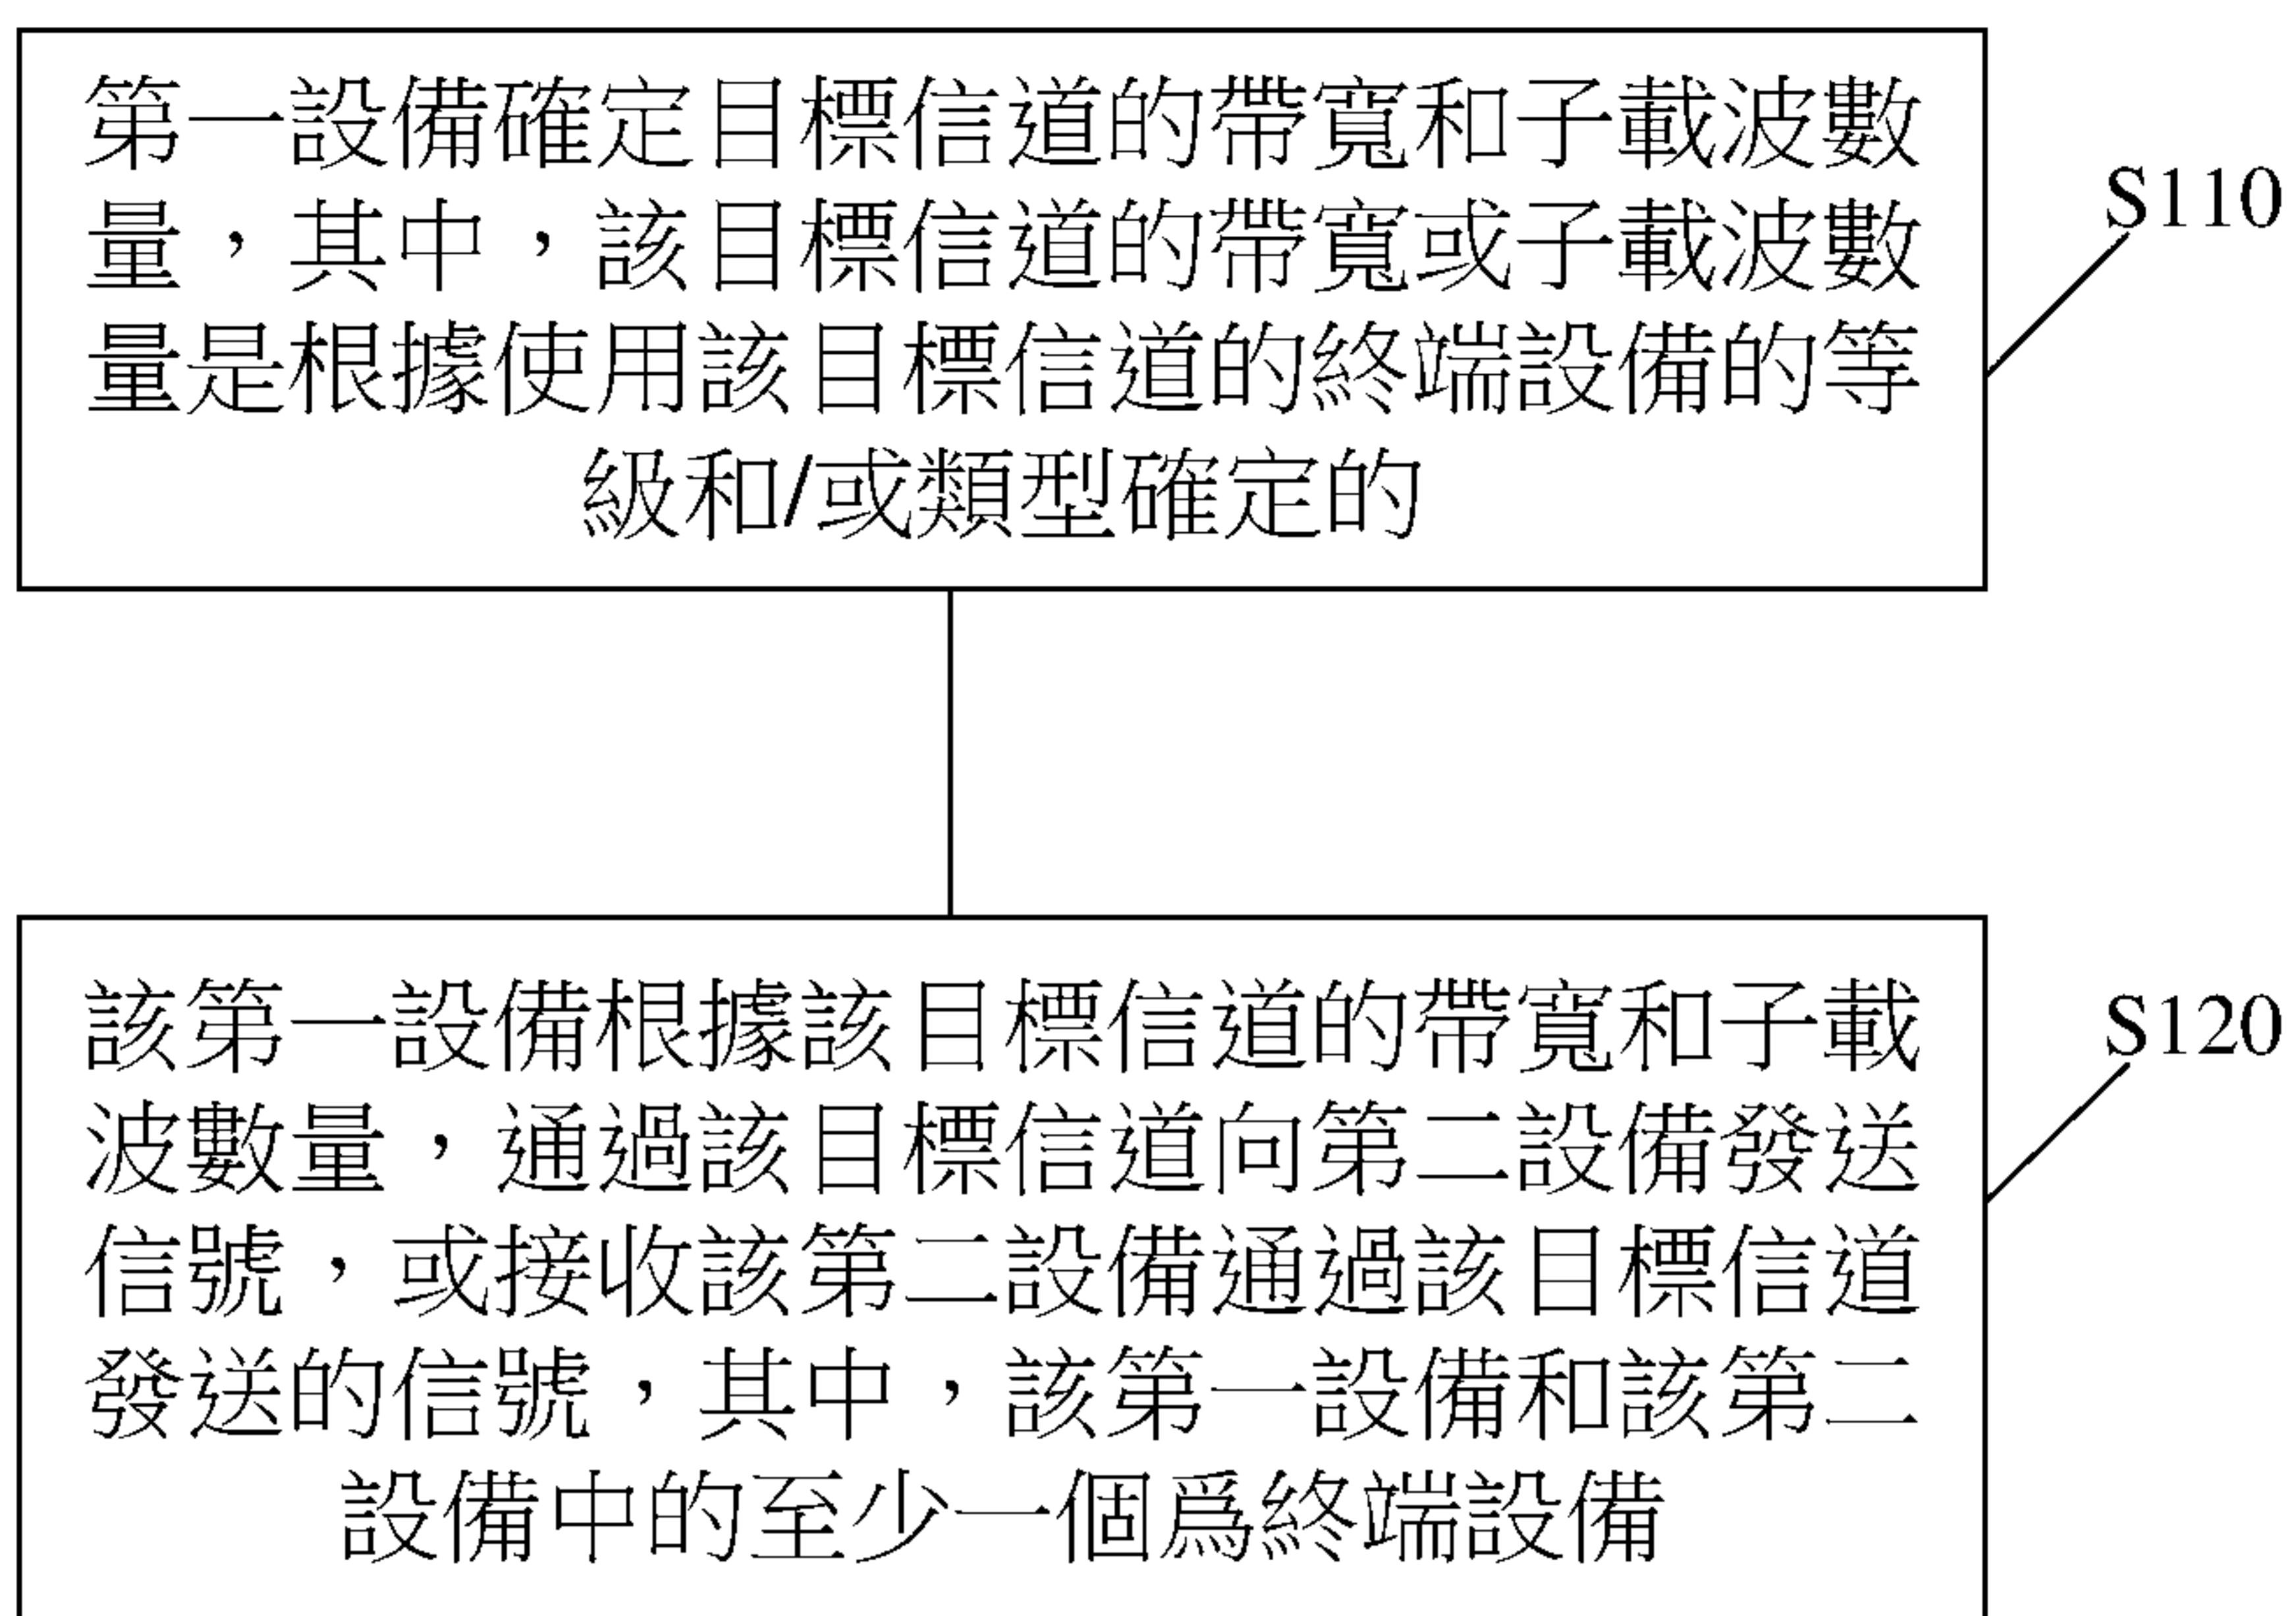 第一設備確定目標信道的帶寬和子載波數
量，其中，該目標信道的帶寬或子載波數
量是根據使用該目標信道的終端設備的等
級和/或類型確定的
S110
該第一設備根據該目標信道的帶寬和子載
波數量，通過該目標信道向第二設備發送
信號，或接收該第二設備通過該目標信道
發送的信號，其中，該第一設備和該第二
設備中的至少一個爲終端設備
S120